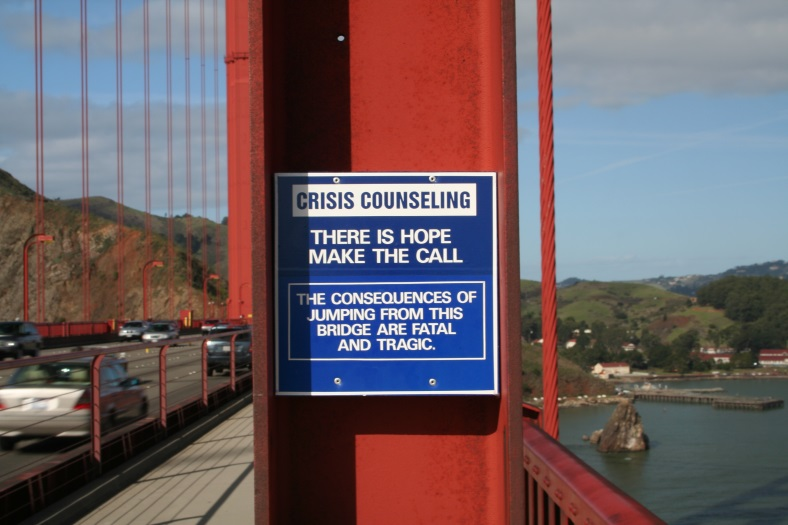 CRISIS COUNSELING
THERE IS HOPE
MAKE THE CALL
THE CONSEQUENCES OF
JUMPING FROM THIS
BRIDGE ARE FATAL
AND TRAGIC.